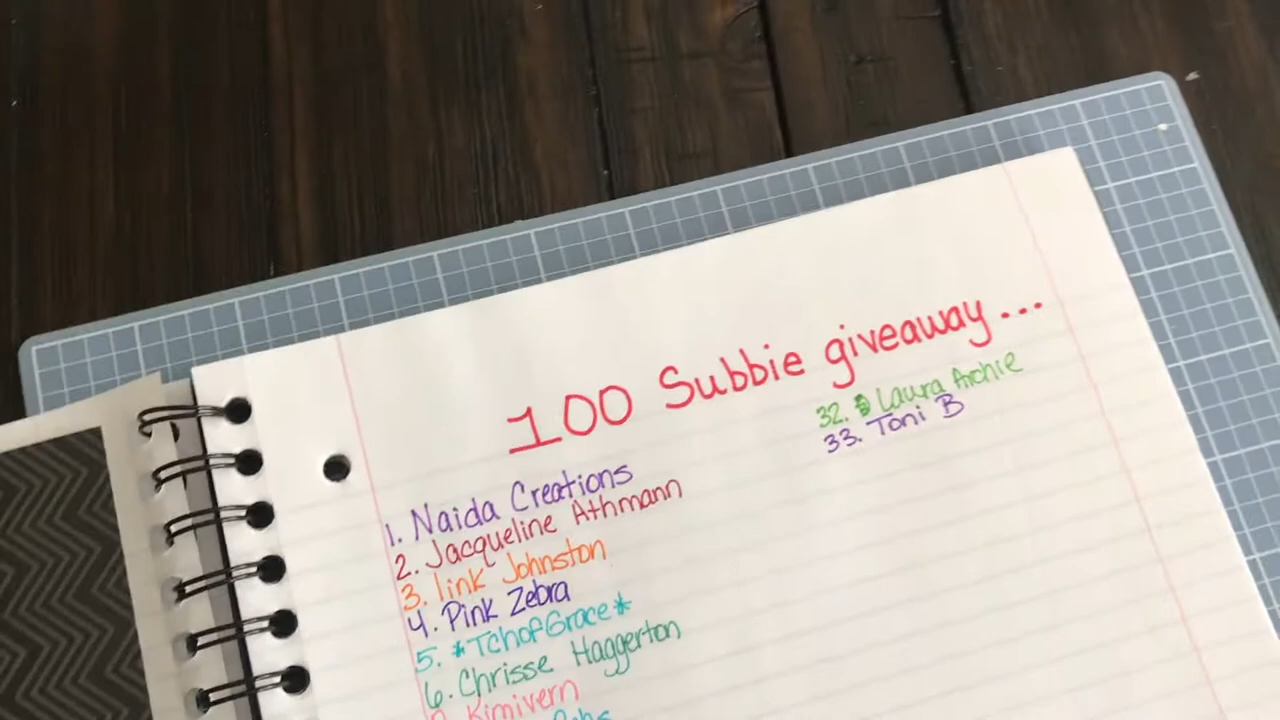 100 Subbie giveaway...
1. Naida Creations
2. Jacqueline Athmann
3. link Johnston
4. Pink Zebra
5. *TchofGrace*
6. Chrisse Haggerton
Kimivern
32. Laura Archie
33. Toni B